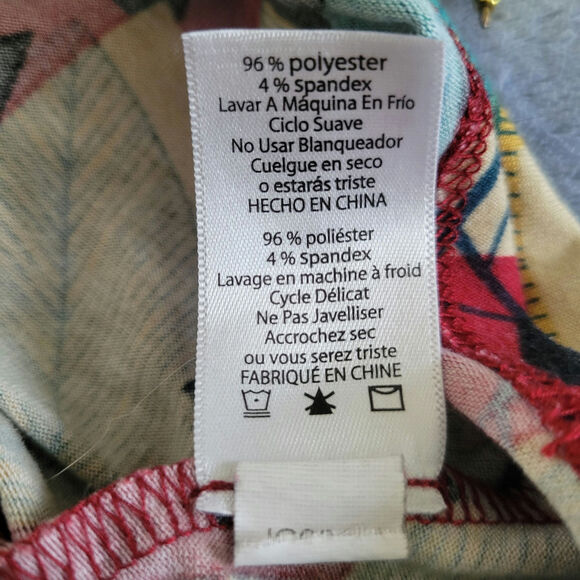 96 % polyester
4 % spandex
Lavar A Máquina En Frío
Ciclo Suave
No Usar Blanqueador
Cuelgue en seco
o estarás triste
HECHO EN CHINA
96 % poliéster
4 % spandex
Lavage en machine à froid
Cycle Délicat
Ne Pas Javelliser
Accrochez sec
ou vous serez triste
FABRIQUÉ EN CHINE